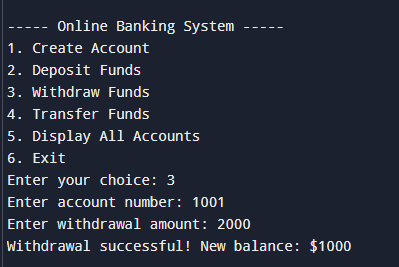 ----- Online Banking System -----
1. Create Account
2. Deposit Funds
3. Withdraw Funds
4. Transfer Funds
5. Display All Accounts
6. Exit
Enter your choice: 3
Enter account number: 1001
Enter withdrawal amount: 2000
Withdrawal successful! New balance: $1000